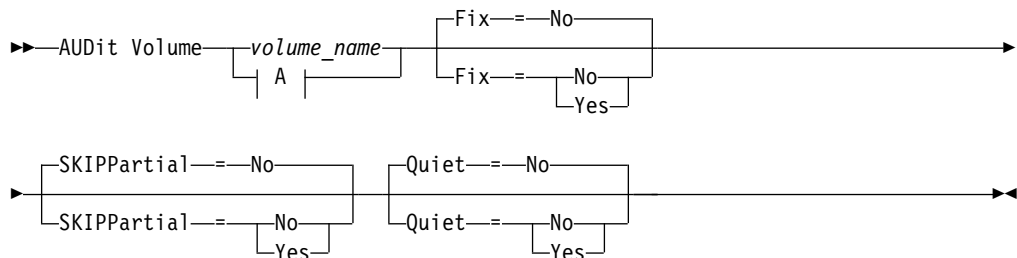 Fix = No
AUDit Volume volume_name
A Fix = No
Yes
SKIPPartial = No Quiet = No
SKIPPartial = No Quiet = No
Yes Yes